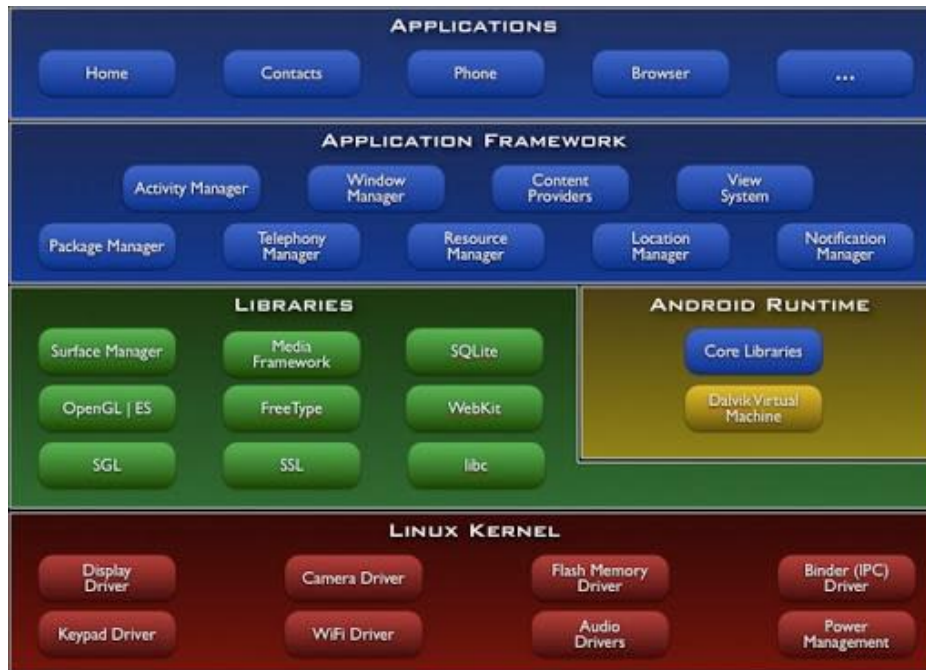 APPLICATIONS
Home
Contacts
Phone
Browser
...
APPLICATION FRAMEWORK
Activity Manager
Window
Manager
Content
Providers
View
System
Package Manager
Telephony
Manager
Resource
Manager
Location
Manager
Notification
Manager
LIBRARIES
Surface Manager
Media
Framework
SQLite
OpenGL | ES
FreeType
WebKit
SGL
SSL
libc
ANDROID RUNTIME
Core Libraries
Dalvik Virtual
Machine
LINUX KERNEL
Display
Driver
Camera Driver
Flash Memory
Driver
Binder (IPC)
Driver
Keypad Driver
WiFi Driver
Audio
Drivers
Power
Management